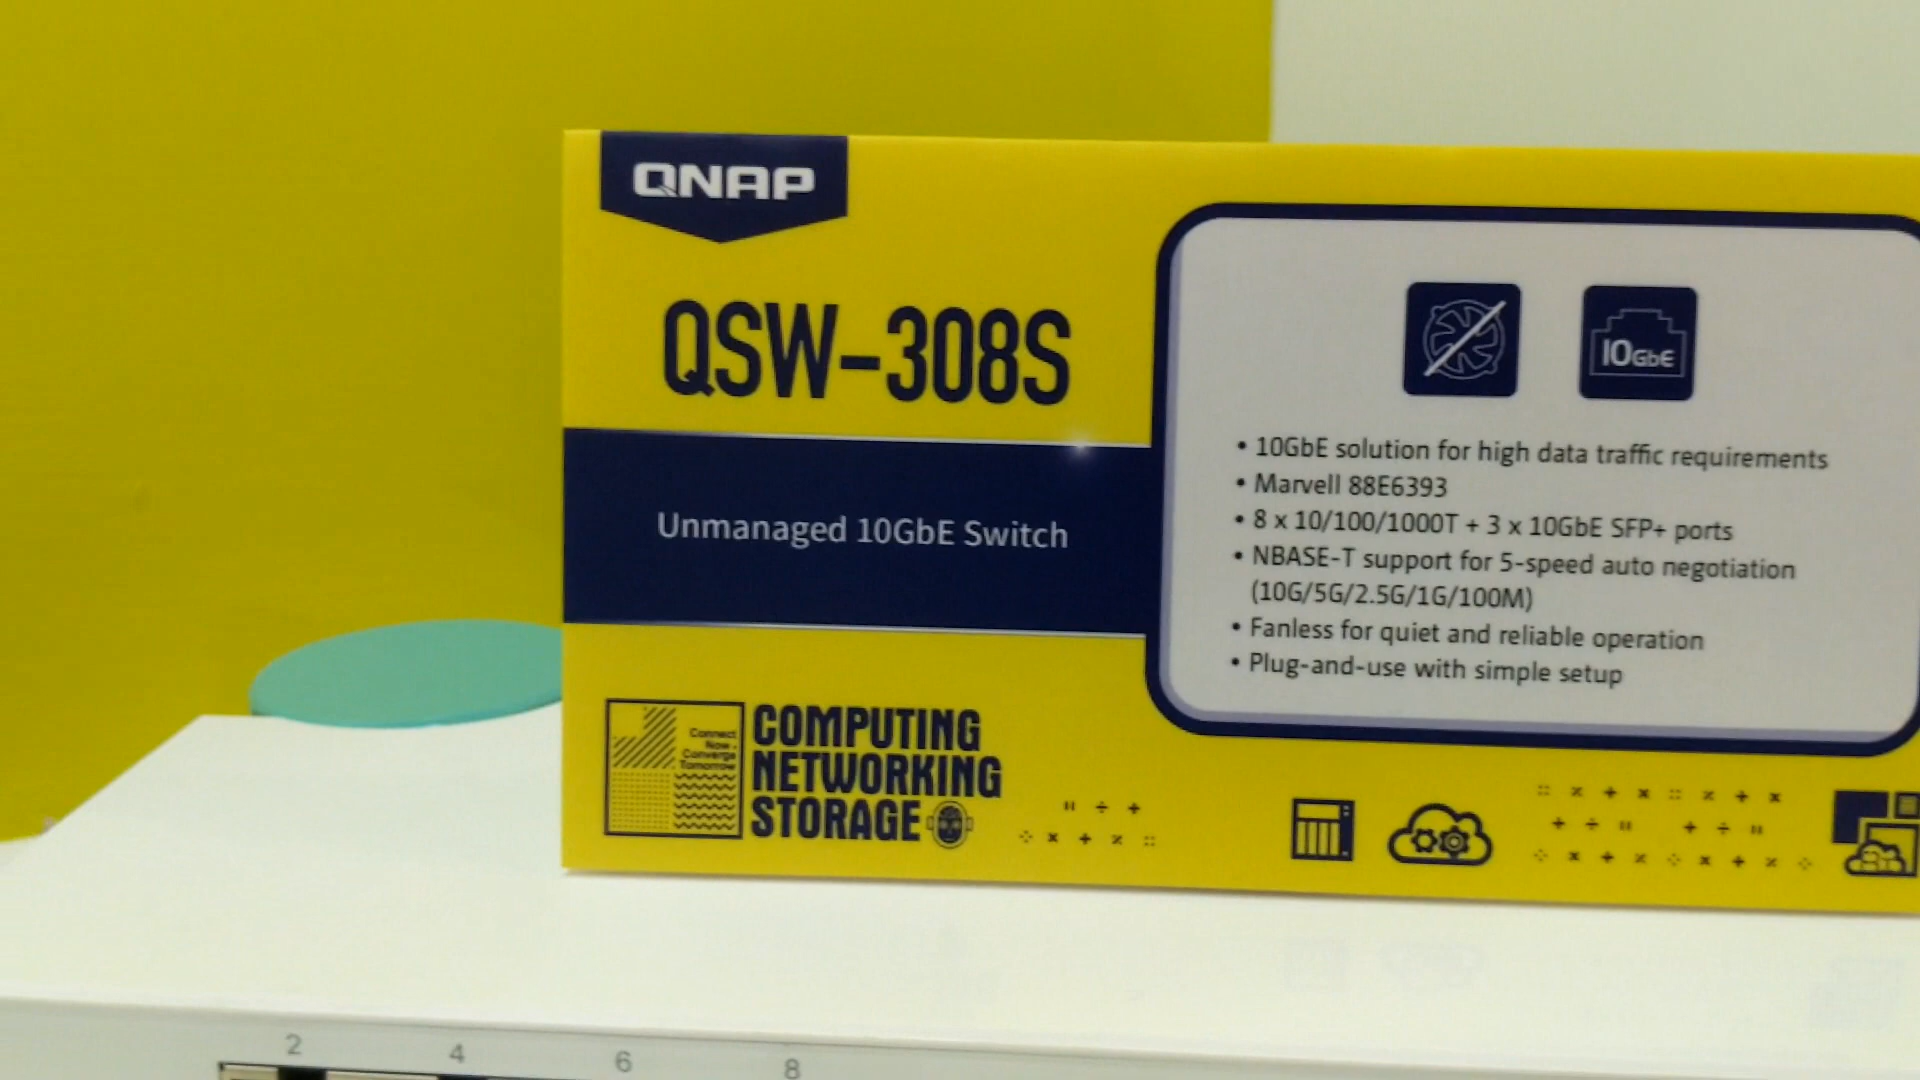 QNAP
QSW-308S
Unmanaged 10GbE Switch
10GbE
• 10GbE solution for high data traffic requirements
• Marvell 88E6393
• 8 x 10/100/1000T + 3 x 10GbE SFP+ ports
• NBASE-T support for 5-speed auto negotiation
(10G/5G/2.5G/1G/100M)
• Fanless for quiet and reliable operation
• Plug-and-use with simple setup
Connect
Now.
Converge
Tomorrow
COMPUTING
NETWORKING
STORAGE
2 4 6 8